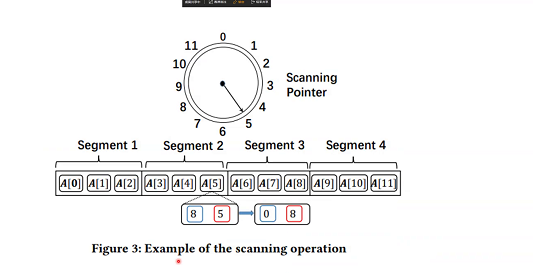 0
11 1
10 2
9 3
8 4
7 5
6
Scanning
Pointer
Segment 1 Segment 2 Segment 3 Segment 4
A[0] A[1] A[2] A[3] A[4] A[5] A[6] A[7] A[8] A[9] A[10] A[11]
8 5 0 8
Figure 3: Example of the scanning operation